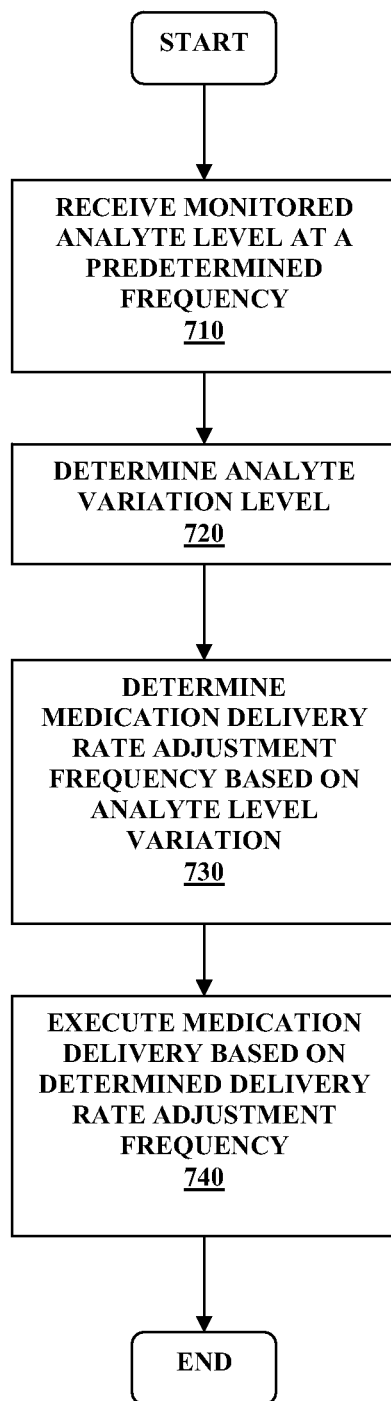 START
RECEIVE MONITORED
ANALYTE LEVEL AT A
PREDETERMINED
FREQUENCY
710
DETERMINE ANALYTE
VARIATION LEVEL
720
DETERMINE
MEDICATION DELIVERY
RATE ADJUSTMENT
FREQUENCY BASED ON
ANALYTE LEVEL
VARIATION
730
EXECUTE MEDICATION
DELIVERY BASED ON
DETERMINED DELIVERY
RATE ADJUSTMENT
FREQUENCY
740
END